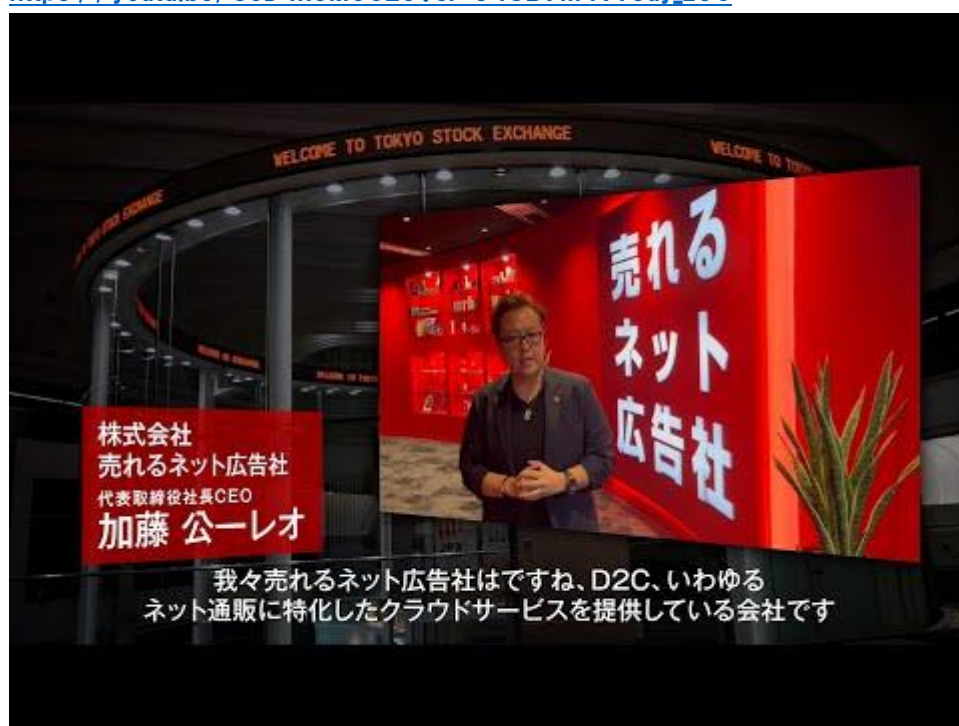 WELCOME TO TOKYO STOCK EXCHANGE
WELCOME TO
売れる
ネット
広告社
株式会社
売れるネット広告社
代表取締役社長CEO
加藤 公一レオ
我々売れるネット広告社はですね、D2C、いわゆる
ネット通販に特化したクラウドサービスを提供している会社です